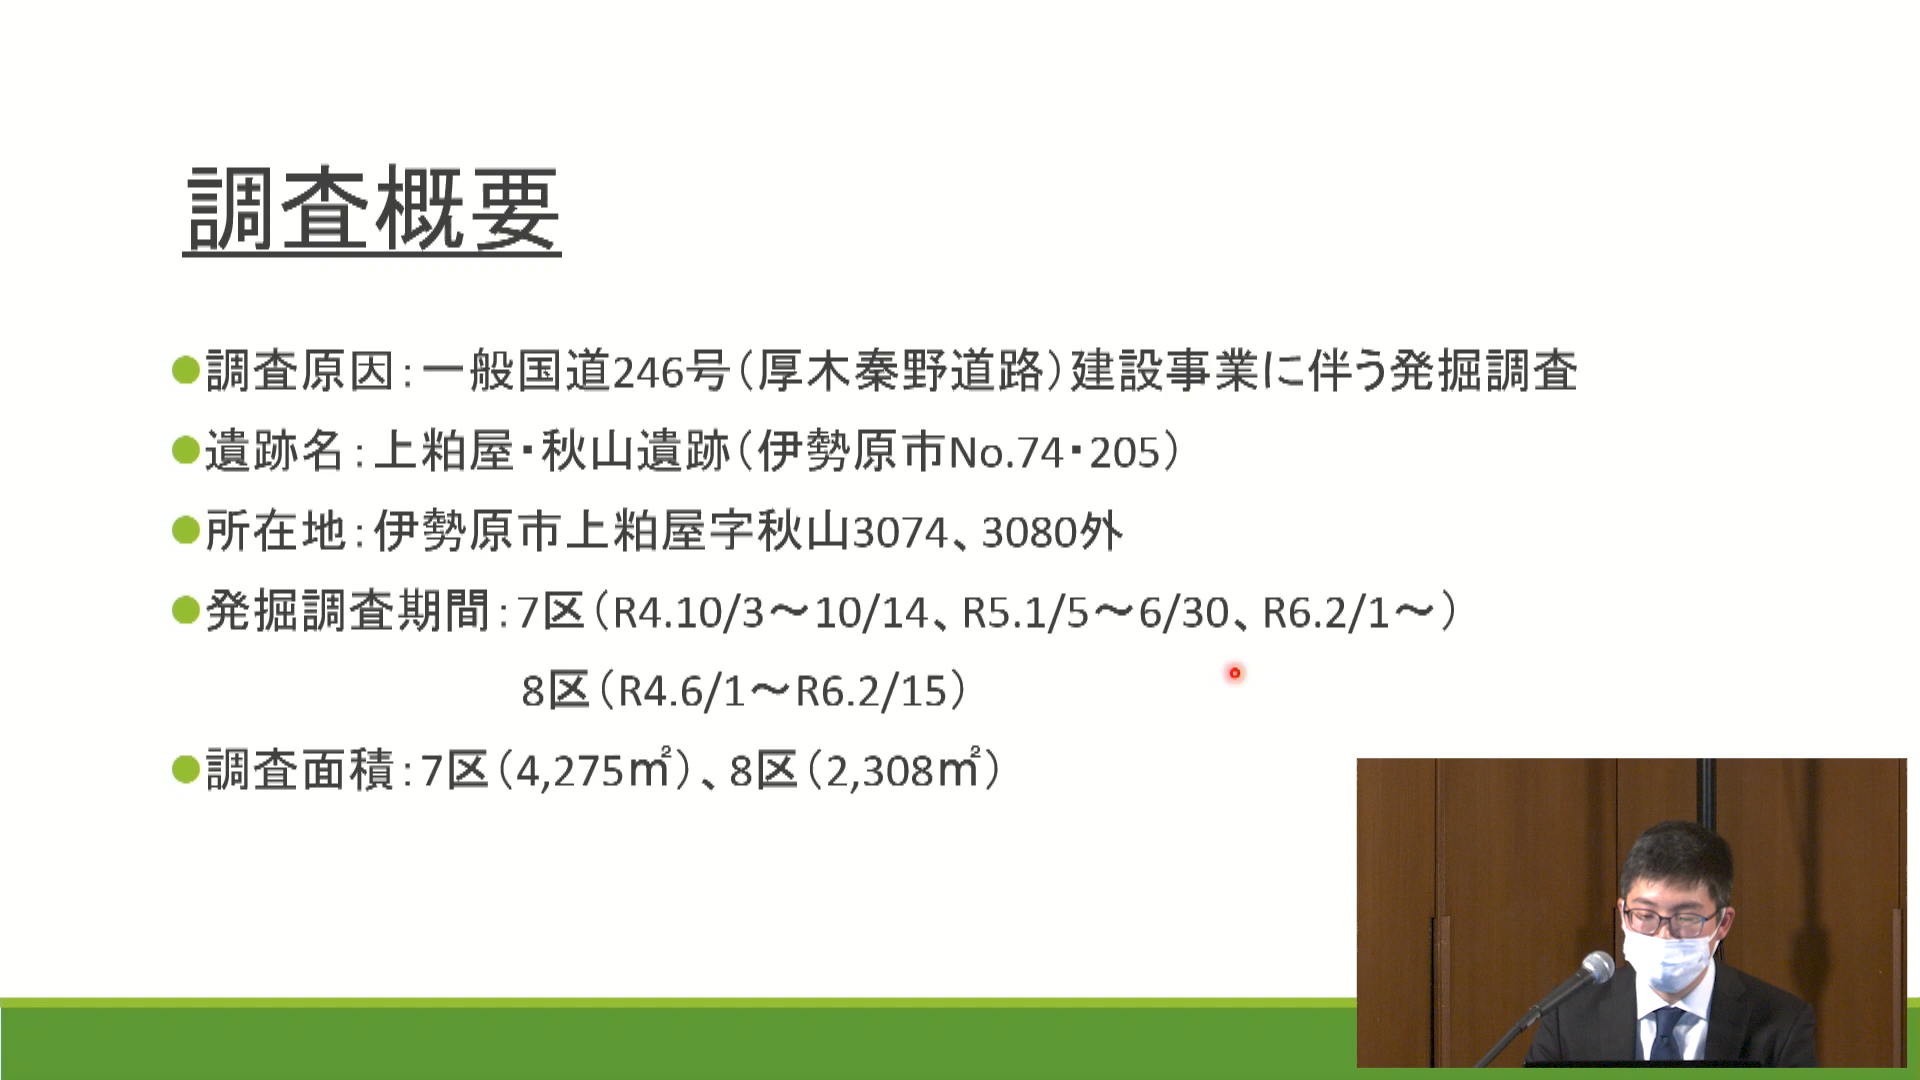 調査概要
●調査原因：一般国道246号（厚木秦野道路）建設事業に伴う発掘調査
●遺跡名：上粕屋・秋山遺跡（伊勢原市No.74・205）
●所在地：伊勢原市上粕屋字秋山3074、3080外
●発掘調査期間：7区（R4.10/3～10/14、R5.1/5～6/30、R6.2/1～）
8区（R4.6/1～R6.2/15）
●調査面積：7区（4,275㎡）、8区（2,308㎡）